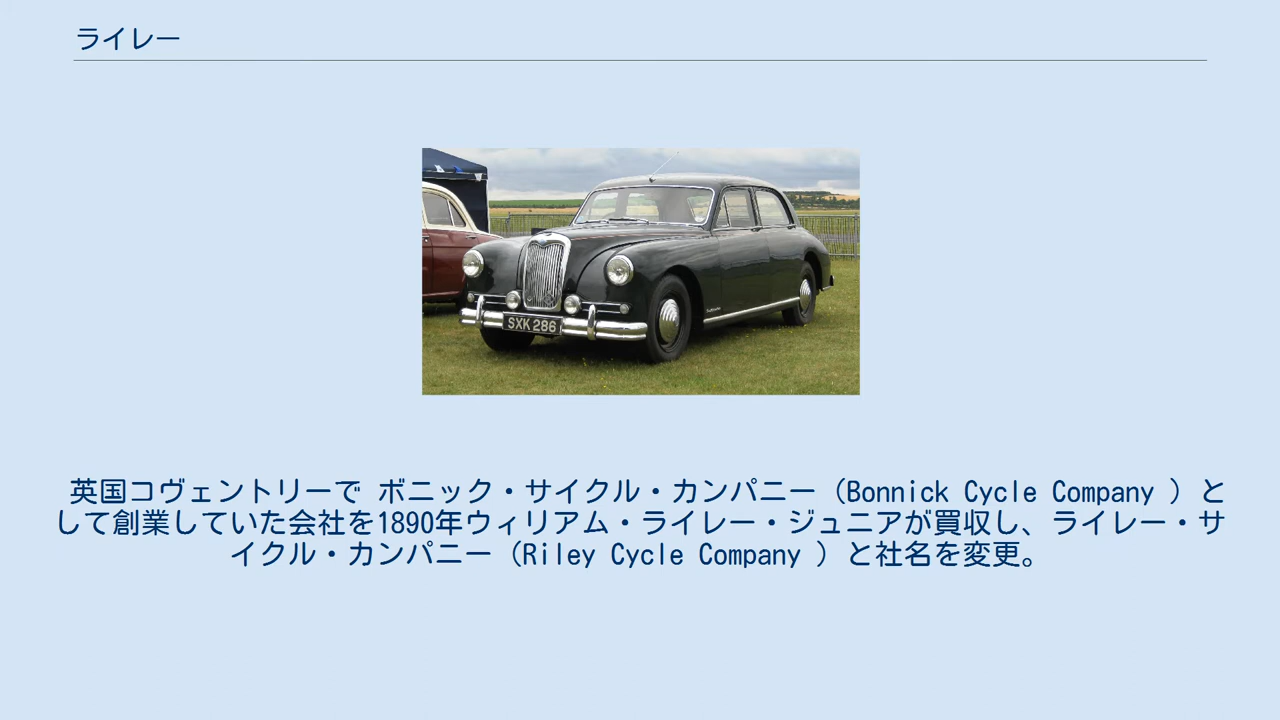 ライレー
SXK 286
英国コヴェントリーで ボニック・サイクル・カンパニー（Bonnick Cycle Company ）と
して創業していた会社を1890年ウィリアム・ライレー・ジュニアが買収し、ライレー・サ
イクル・カンパニー（Riley Cycle Company ）と社名を変更。